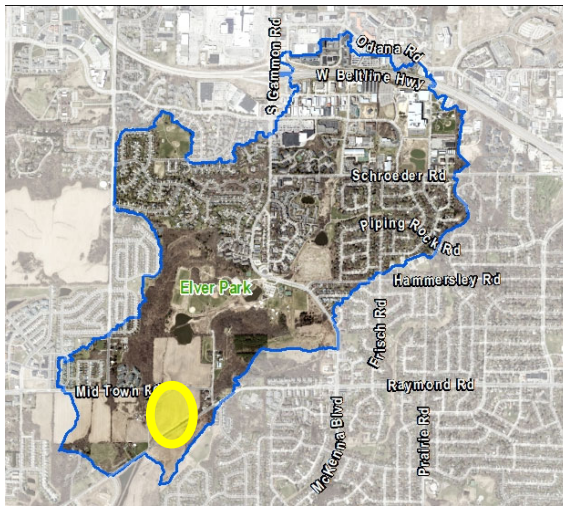 S Gammon Rd
Odana Rd
W Beltline Hwy
Schroeder Rd
Piping Rock Rd
Hammersley Rd
Elver Park
Frisch Rd
Mid Town Rd
Raymond Rd
McKenna Blvd
Prairie Rd